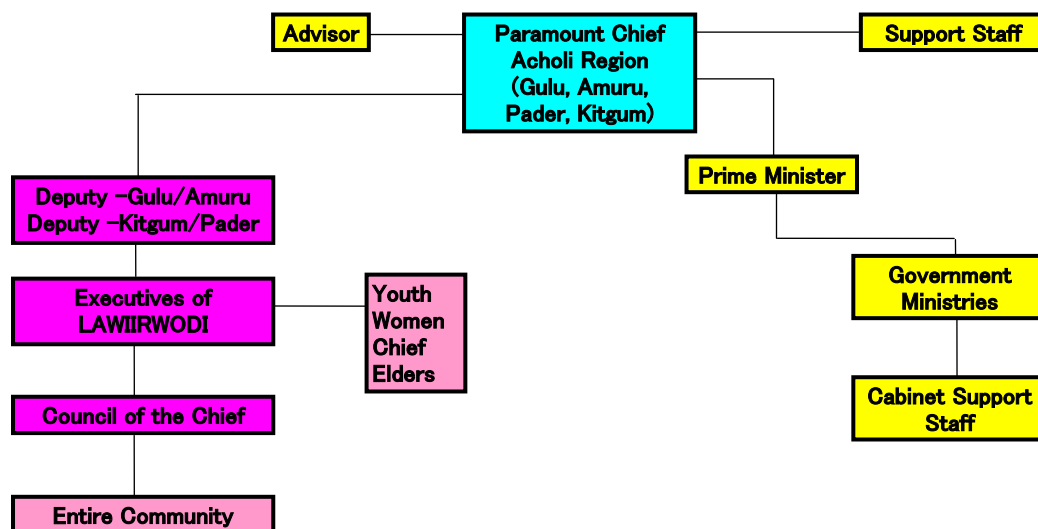 Advisor
Paramount Chief
Acholi Region
(Gulu, Amuru,
Pader, Kitgum)
Support Staff
Prime Minister
Deputy -Gulu/Amuru
Deputy -Kitgum/Pader
Government
Ministries
Executives of
LAWIIRWODI
Youth
Women
Chief
Elders
Cabinet Support
Staff
Council of the Chief
Entire Community